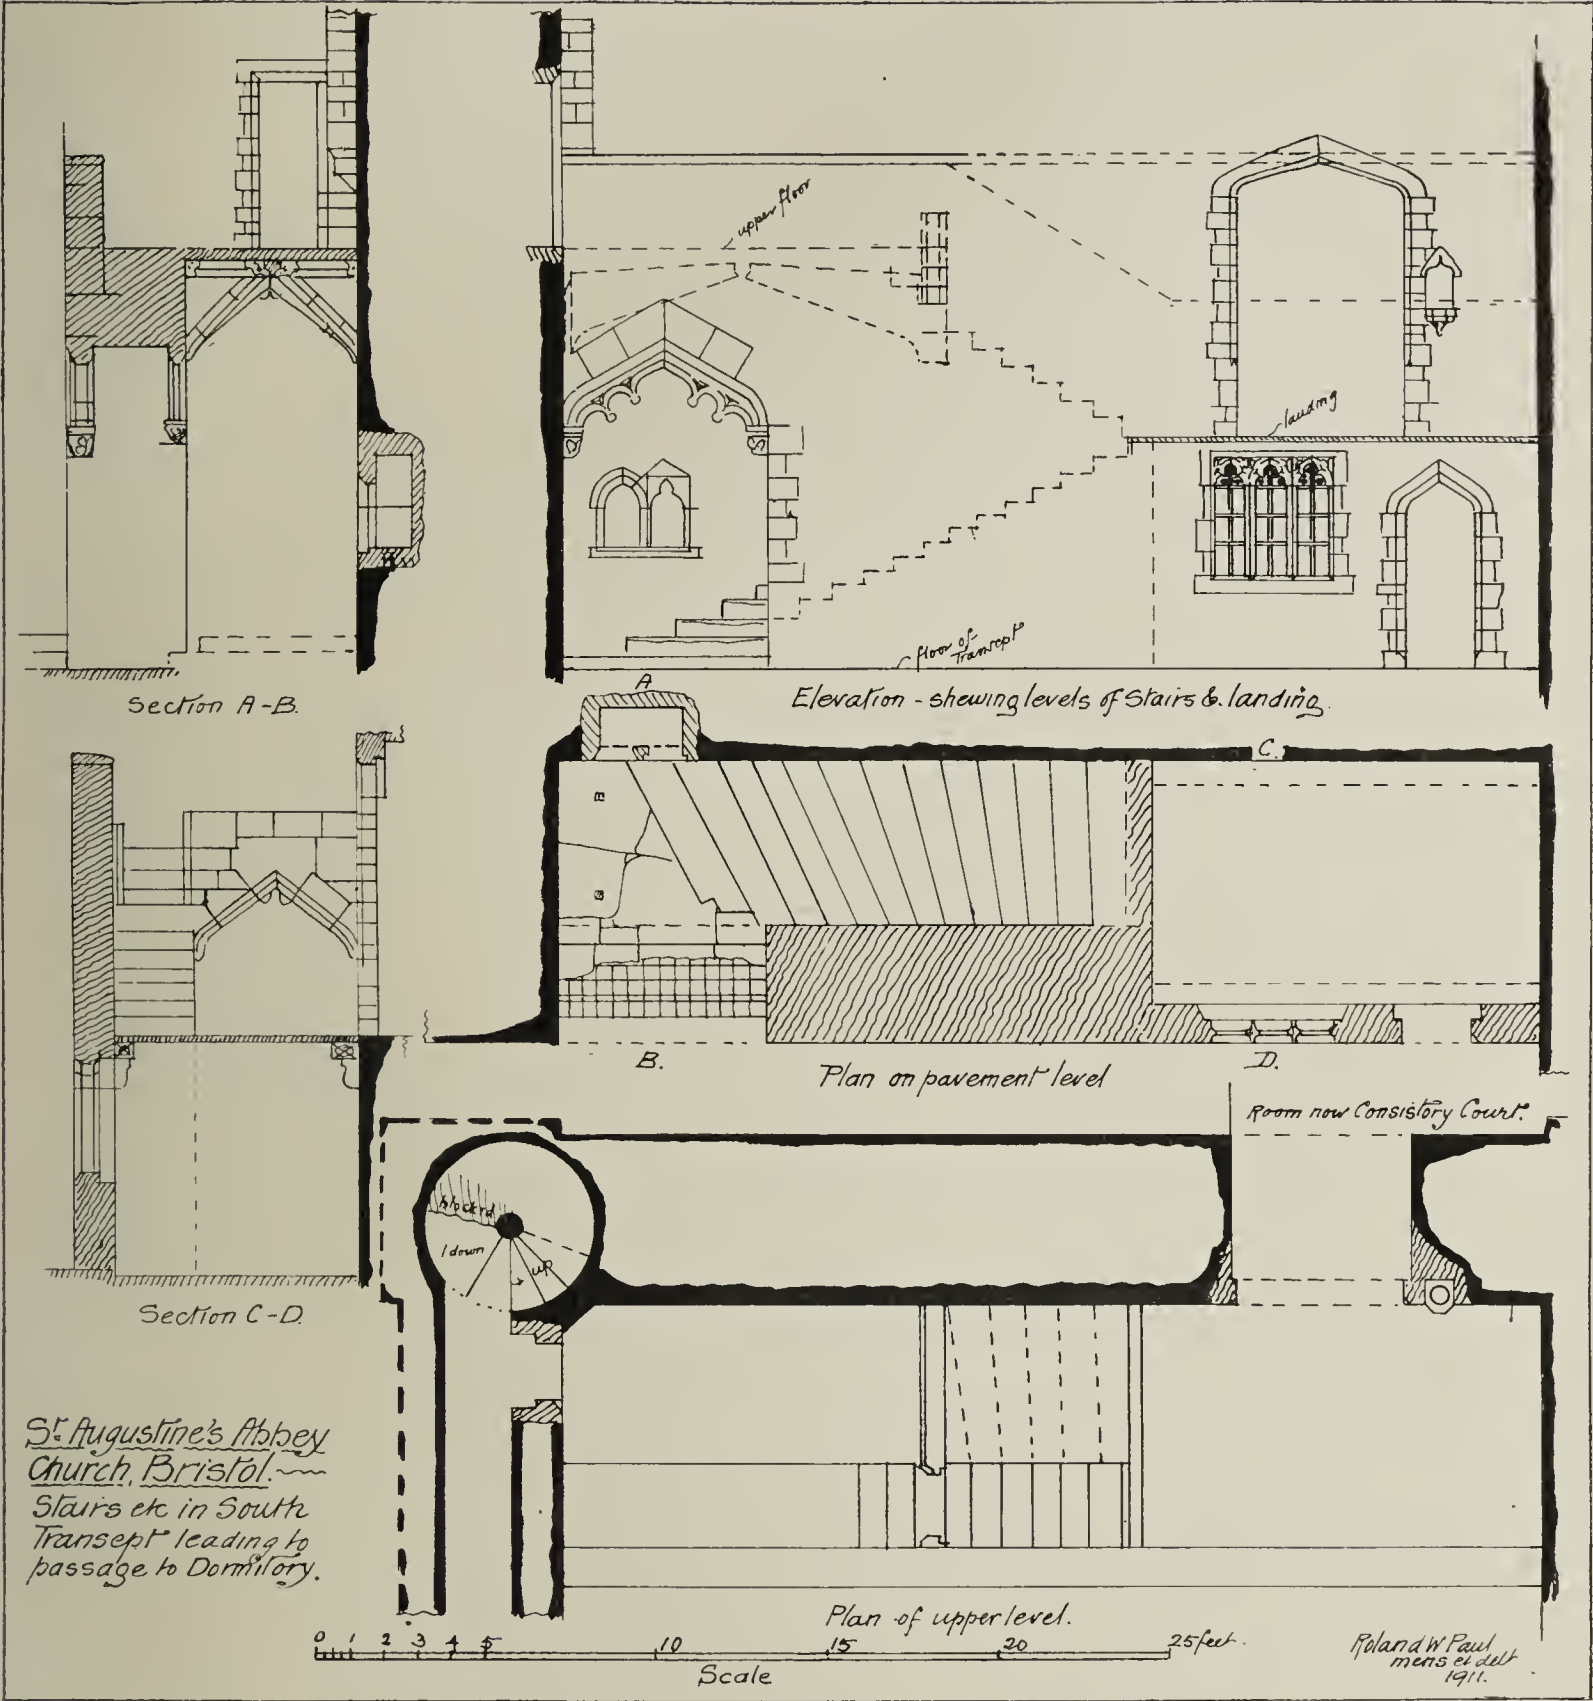 upper floor
landing
floor of
Transept
Section A-B.
A
Elevation - shewing levels of Stairs & landing.
C.
B.
D.
Plan on pavement level
Room now Consistory Court.
blocked
down
up
Section C-D.
St. Augustine's Abbey
Church, Bristol.
Stairs etc in South
Transept leading to
passage to Dormitory.
Plan of upper level.
0 1 2 3 4 5 10 15 20 25 feet.
Scale
Roland W Paul
mens et delt
1911.